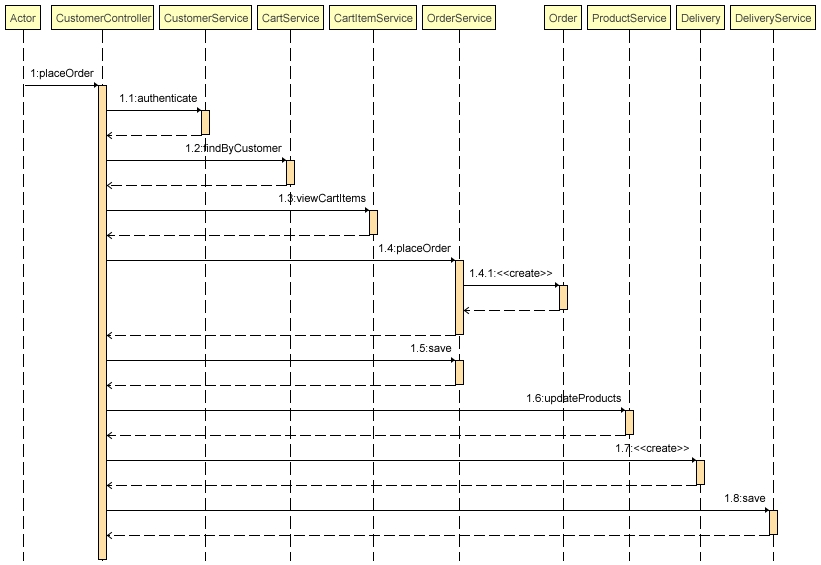 Actor CustomerController CustomerService CartService CartItemService OrderService Order ProductService Delivery DeliveryService
1:placeOrder
1.1:authenticate
1.2:findByCustomer
1.3:viewCartItems
1.4:placeOrder
1.4.1:<<create>>
1.5:save
1.6:updateProducts
1.7:<<create>>
1.8:save